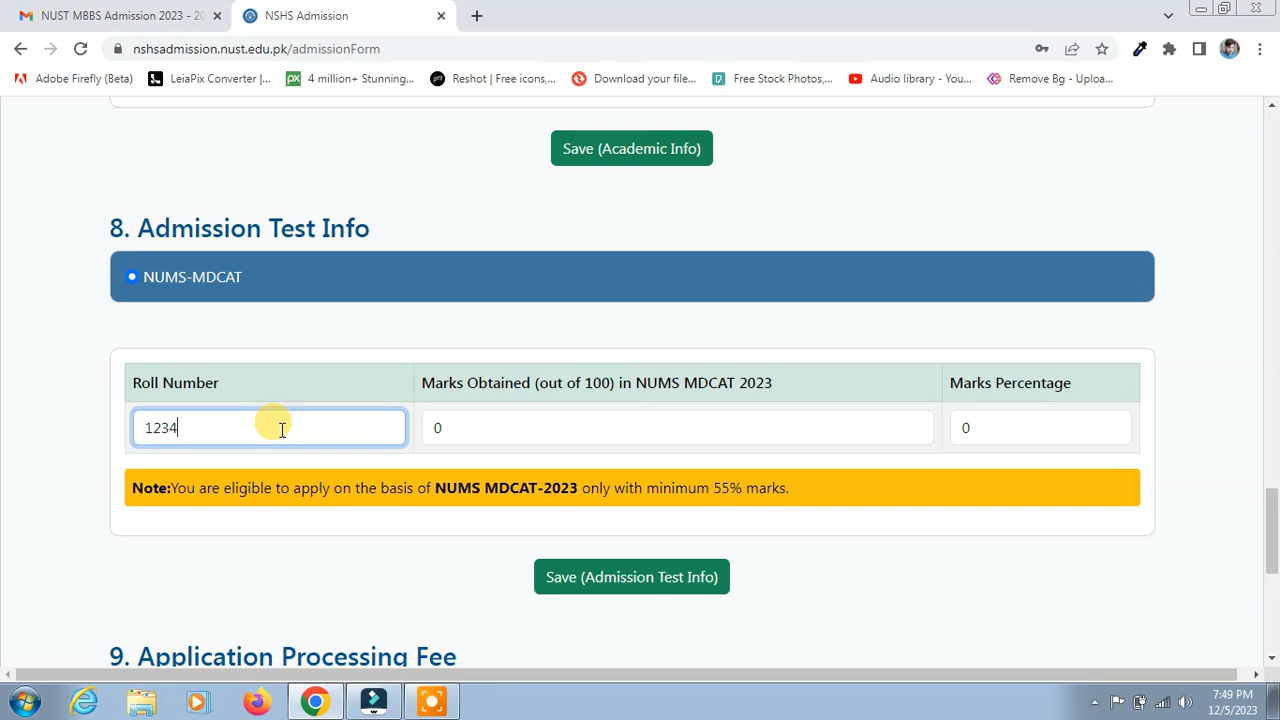 NUST MBBS Admission 2023 - 20
NSHS Admission
nshsadmission.nust.edu.pk/admissionForm
Adobe Firefly (Beta)
LeiaPix Converter |...
4 million+ Stunning...
Reshot | Free icons,...
Download your file...
Free Stock Photos,...
Audio library - You...
Remove Bg - Uploa...
Save (Academic Info)
8. Admission Test Info
NUMS-MDCAT
Roll Number
Marks Obtained (out of 100) in NUMS MDCAT 2023
Marks Percentage
1234
0
0
Note:You are eligible to apply on the basis of NUMS MDCAT-2023 only with minimum 55% marks.
Save (Admission Test Info)
9. Application Processing Fee
7:49 PM
12/5/2023